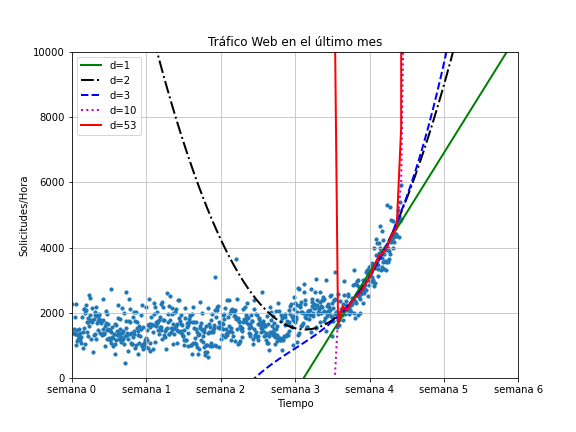 Tráfico Web en el último mes
10000
8000
6000
4000
2000
0
Solicitudes/Hora
d=1
d=2
d=3
d=10
d=53
semana 0 semana 1 semana 2 semana 3 semana 4 semana 5 semana 6
Tiempo